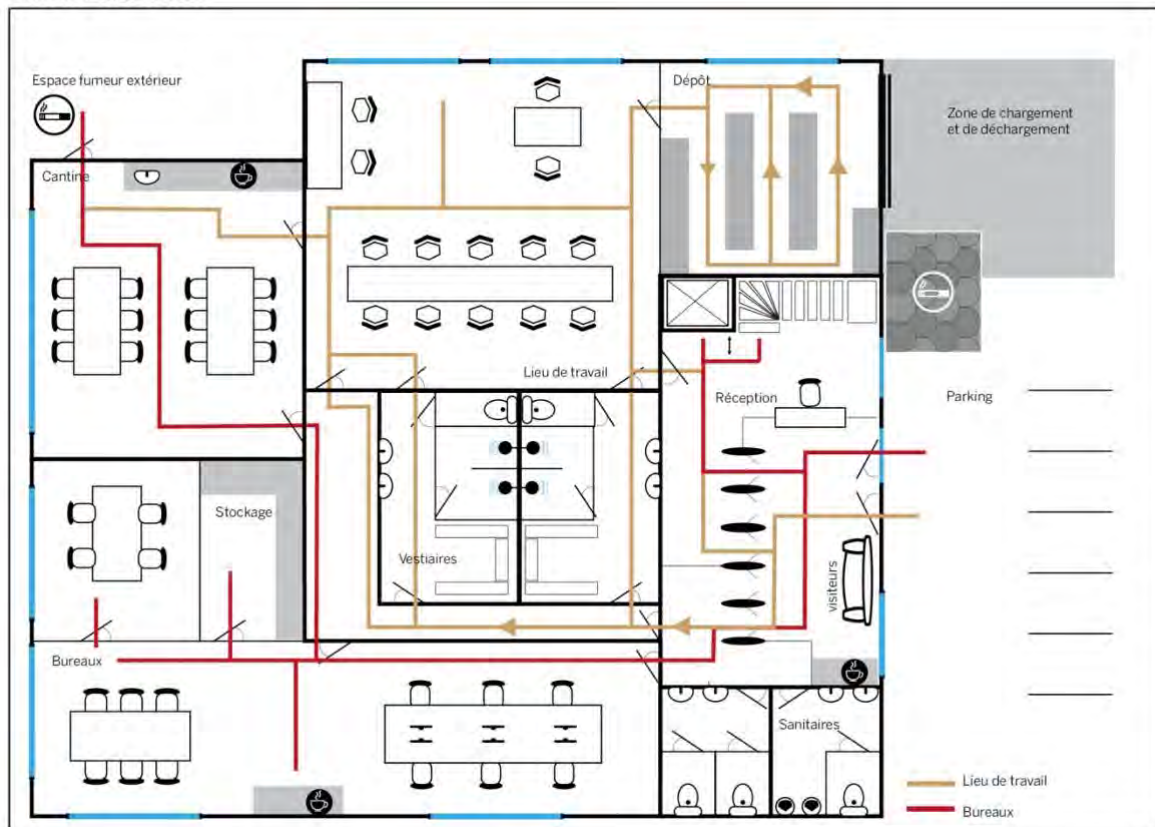 Espace fumeur extérieur
Dépôt
Zone de chargement
et de déchargement
Cantine
Lieu de travail
Réception
Parking
Stockage
Vestiaires
visiteurs
Bureaux
Sanitaires
Lieu de travail
Bureaux